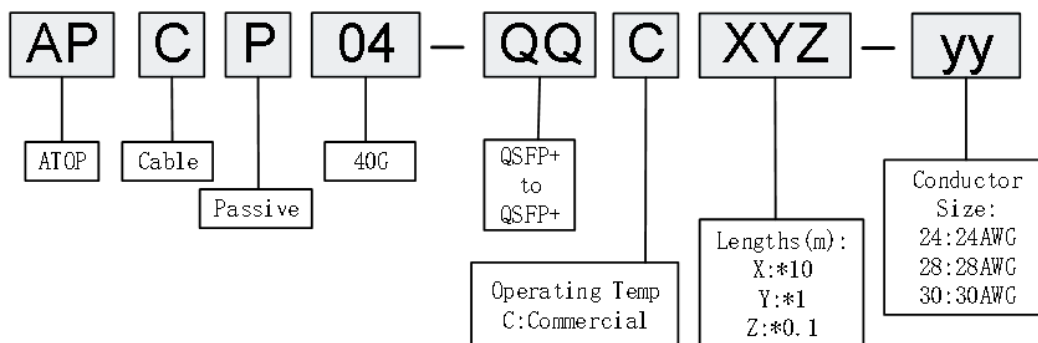 AP C P 04 - QQ C XYZ - yy
ATOP
Cable
Passive
40G
QSFP+
to
QSFP+
Operating Temp
C:Commercial
Lengths(m):
X:*10
Y:*1
Z:*0.1
Conductor
Size:
24:24AWG
28:28AWG
30:30AWG